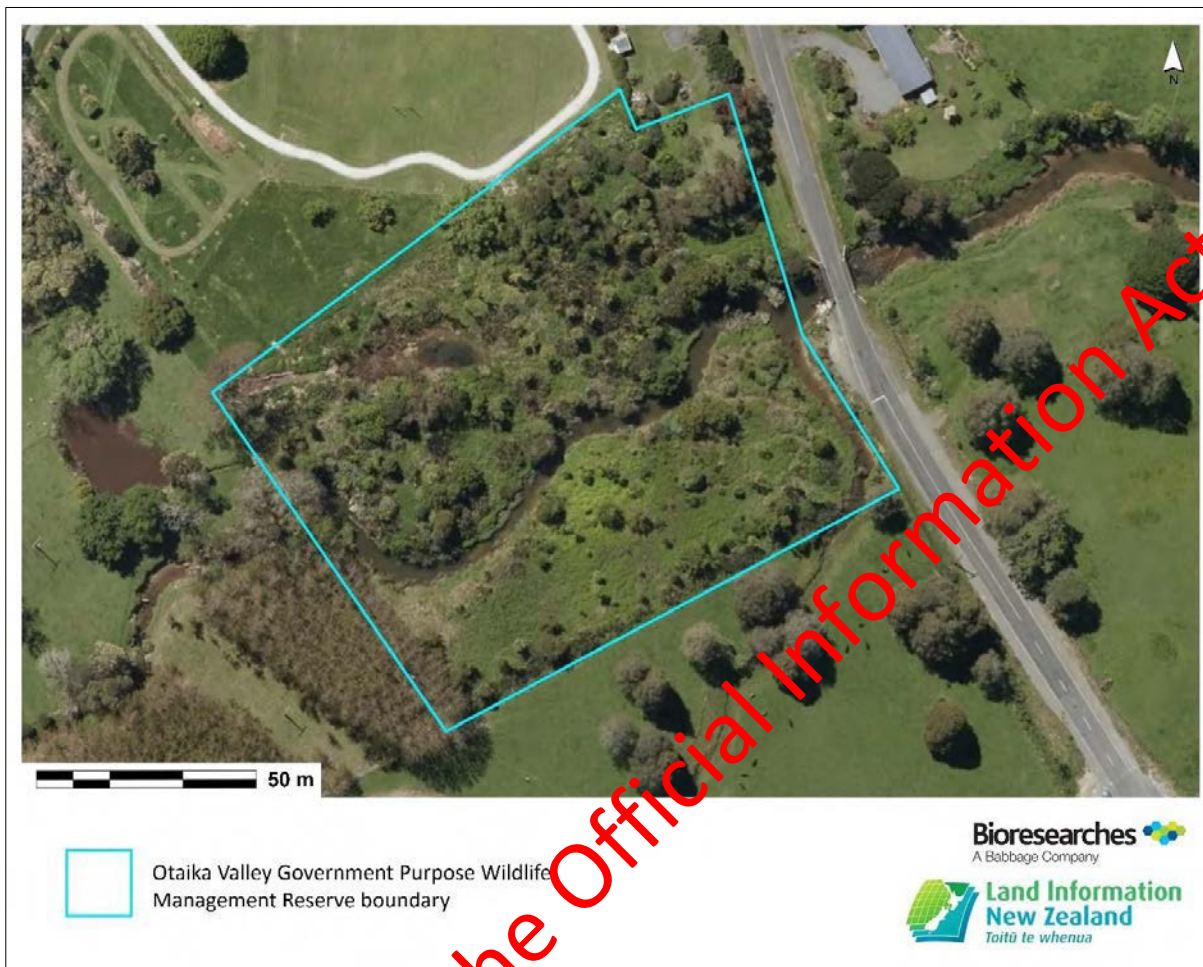 N
50 m
Otaika Valley Government Purpose Wildlife
Management Reserve boundary
Bioresearches
A Babbage Company
Land Information
New Zealand
Toitū te whenua
he Official Information Act